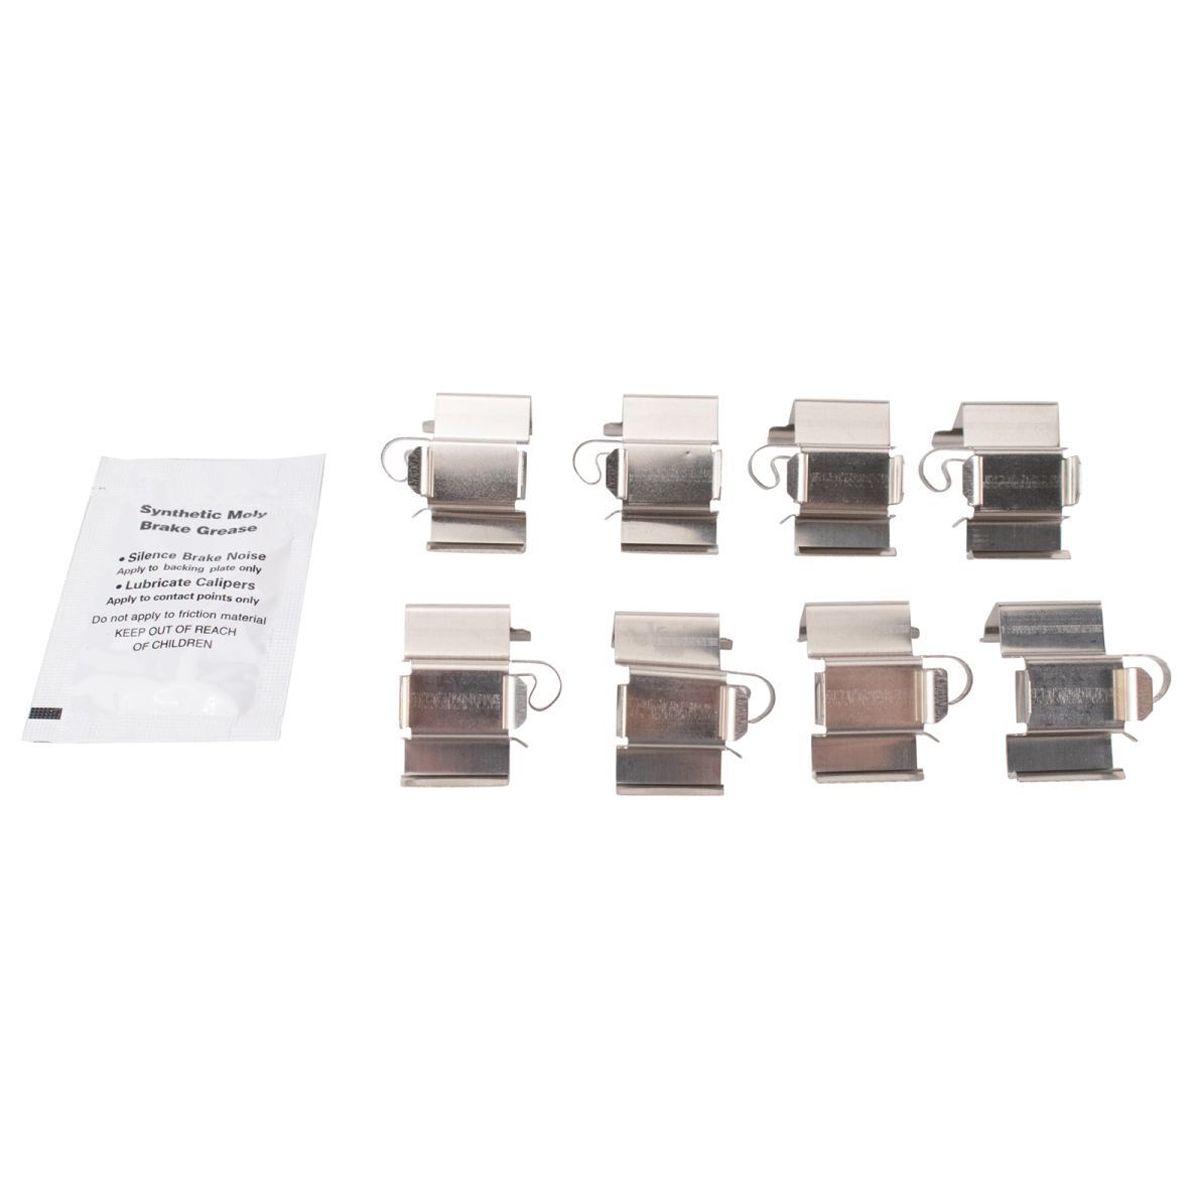 Synthetic Moly
Brake Grease
• Silence Brake Noise
Apply to backing plate only
• Lubricate Calipers
Apply to contact points only
Do not apply to friction material
KEEP OUT OF REACH
OF CHILDREN